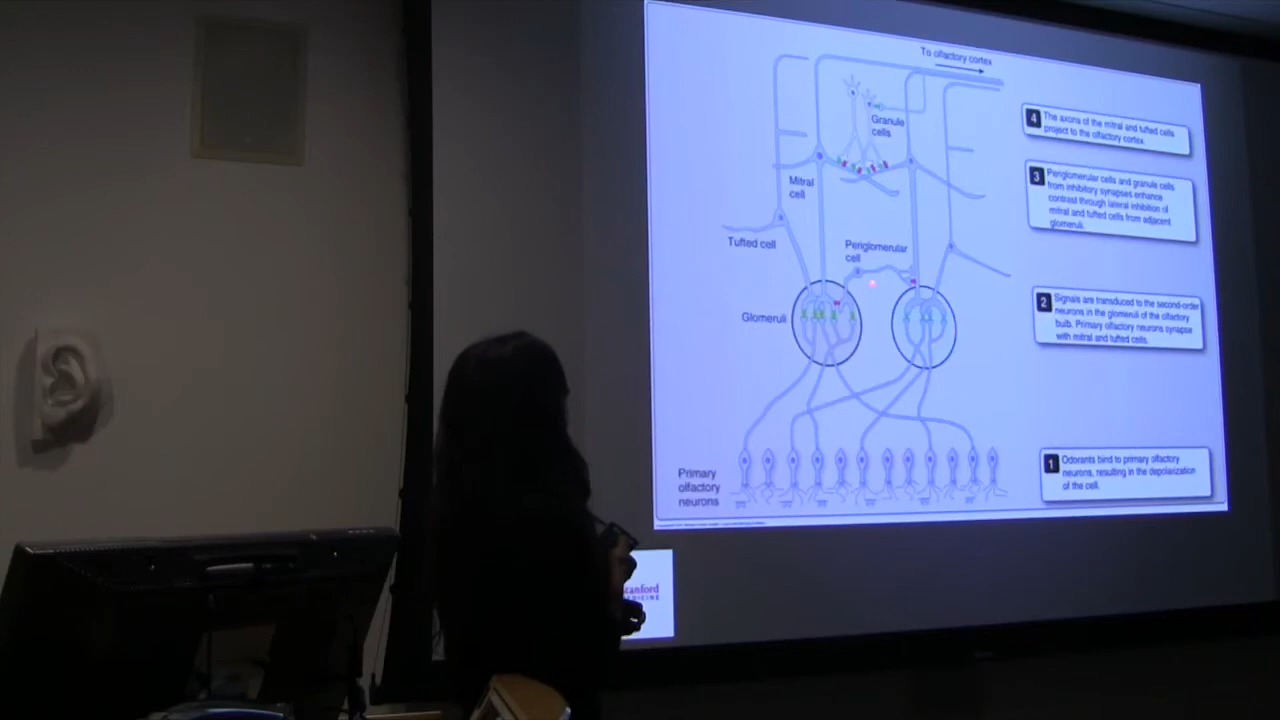 To olfactory cortex
Granule
cells
Mitral
cell
Tufted cell
Periglomerular
cell
Glomeruli
Primary
olfactory
neurons
4
The axons of the mitral and tufted cells
project to the olfactory cortex.
3
Periglomerular cells and granule cells
from inhibitory synapses enhance
contrast through lateral inhibition of
mitral and tufted cells from adjacent
glomeruli.
2
Signals are transduced to the second-order
neurons in the glomeruli of the olfactory
bulb. Primary olfactory neurons synapse
with mitral and tufted cells.
1
Odorants bind to primary olfactory
neurons, resulting in the depolarization
of the cell.
tanford
EDICINE